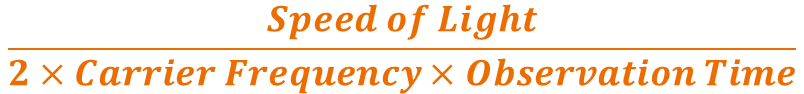 Speed of Light
2 × Carrier Frequency × Observation Time